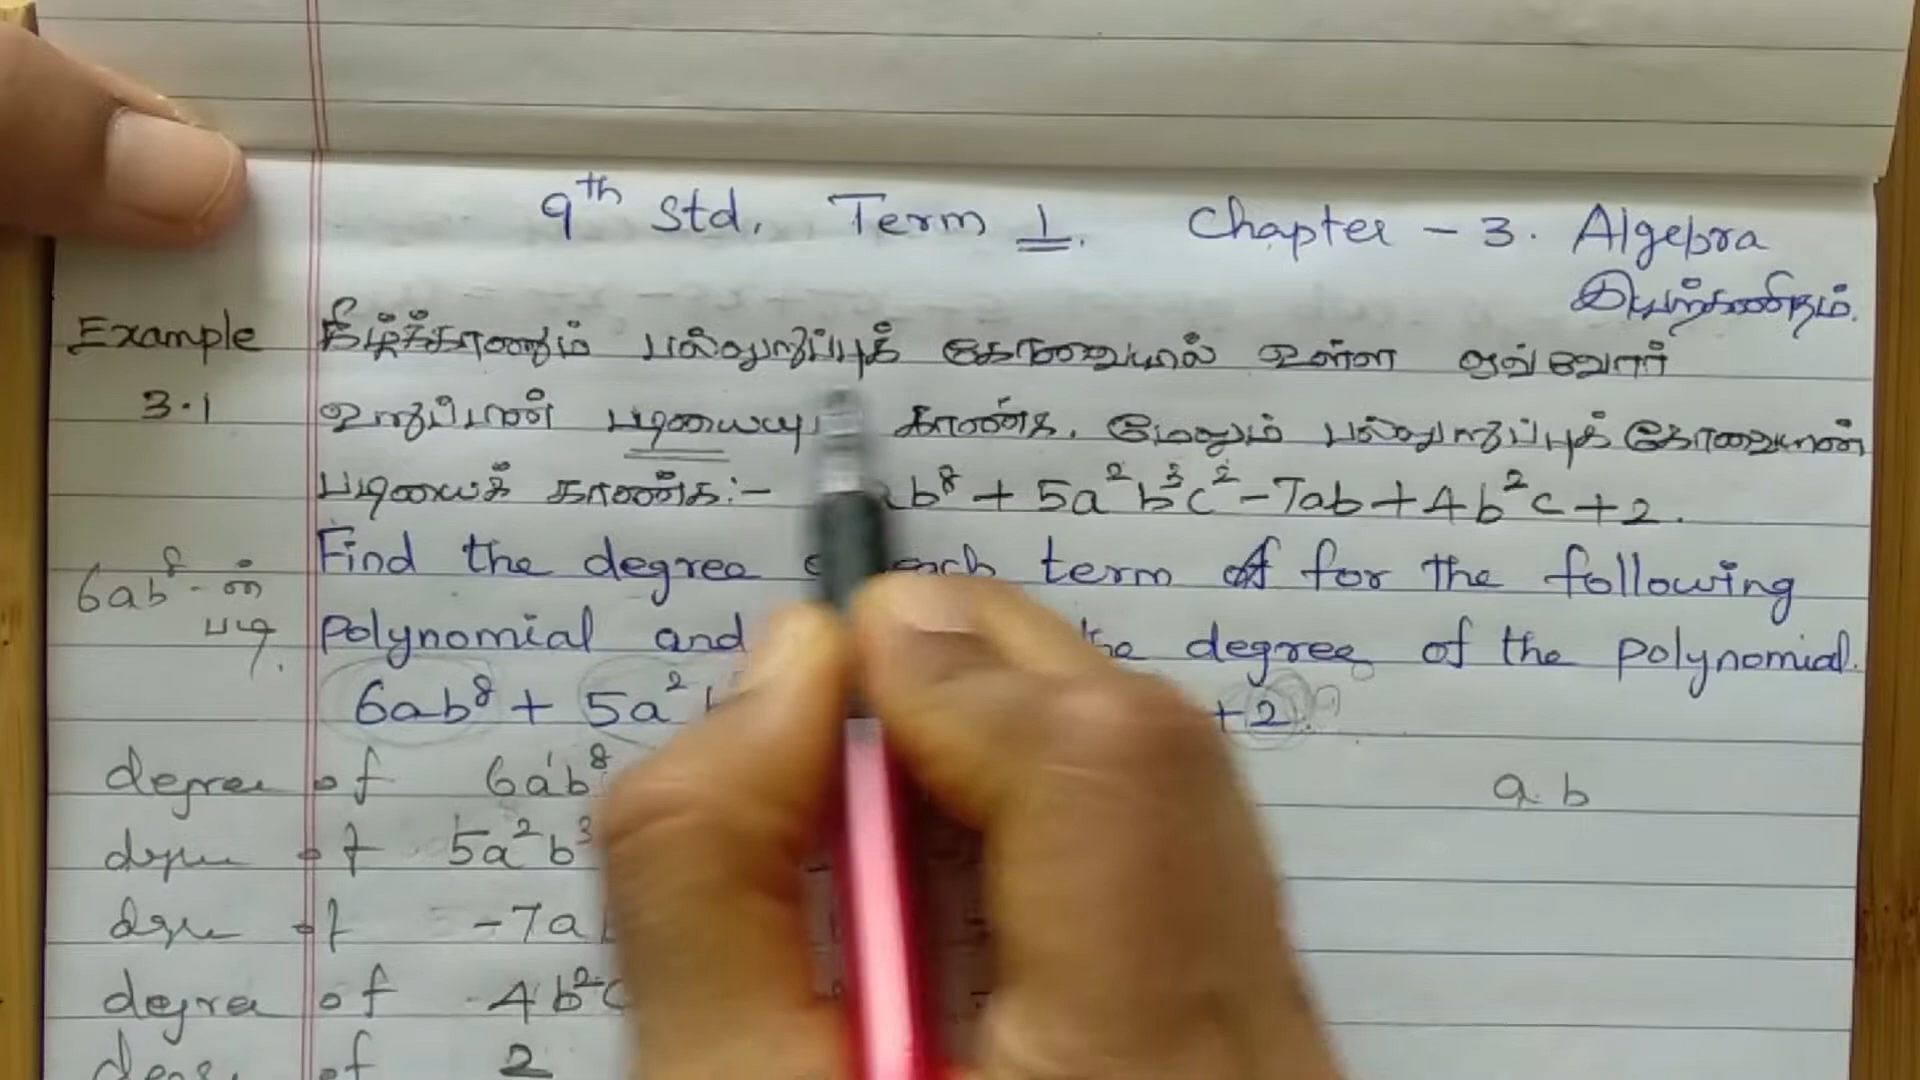 9th Std, Term 1. Chapter - 3. Algebra
இயற்கணிதம்.
Example 3.1
கீழ்க்காணும் பல்லுறுப்புக் கோவையில் உள்ள ஒவ்வோர்
உறுப்பின் படியையு காண்க. மேலும் பல்லுறுப்புக் கோவையின்
படியைக் காண்க:- b⁸ + 5a²b³c² - 7ab + 4b²c + 2.
Find the degree each term of for the following
polynomial and the degree of the polynomial.
6ab⁸ - ன்
படி.
6ab⁸ + 5a² + 2.
degree of 6a¹b⁸
a b
degree of 5a²b³
degree of -7a
degree of 4b²c
of 2